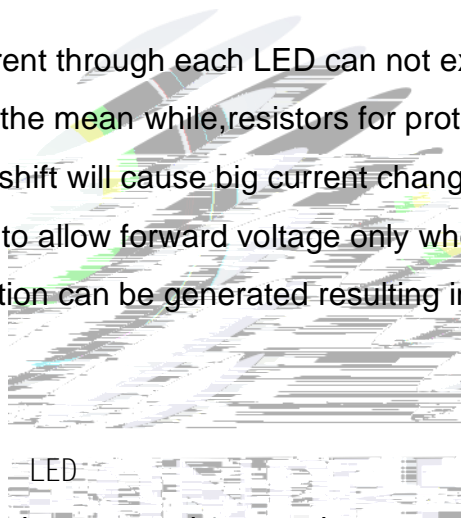 rent through each LED can not ex
the mean while,resistors for prot
shift will cause big current chang
to allow forward voltage only wh
tion can be generated resulting in
LED